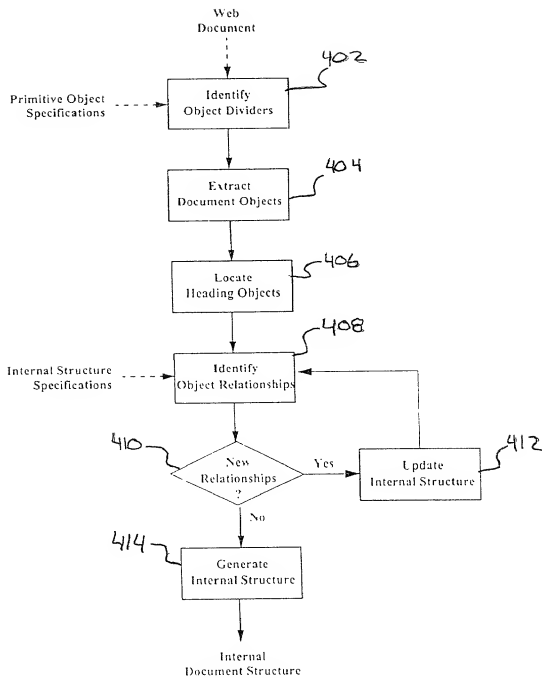 Web
Document
402
Primitive Object
Specifications
Identify
Object Dividers
404
Extract
Document Objects
406
Locate
Heading Objects
408
Internal Structure
Specifications
Identify
Object Relationships
410
New
Relationships
?
Yes
412
Update
Internal Structure
No
414
Generate
Internal Structure
Internal
Document Structure